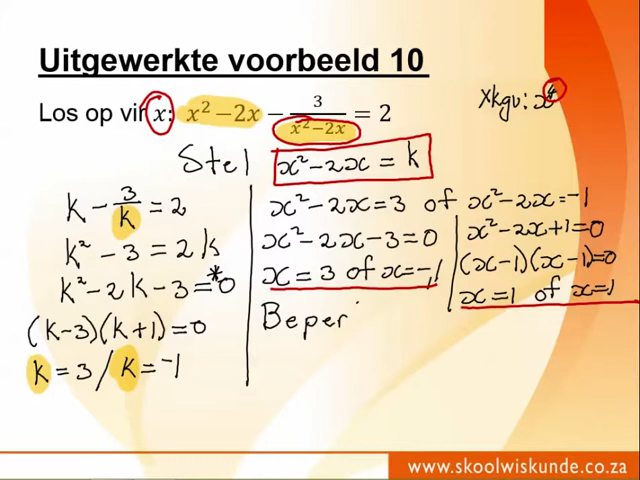 Uitgewerkte voorbeeld 10
Los op vir x: x² − 2x − 3/(x² − 2x) = 2
xkgv: x⁴
Stel x² − 2x = k
k − 3/k = 2
k² − 3 = 2k
k² − 2k − 3 = 0 *
(k−3)(k+1) = 0
k = 3 / k = −1
x² − 2x = 3 of x² − 2x = −1
x² − 2x − 3 = 0
x = 3 of x = −1
Beper
x² − 2x + 1 = 0
(x−1)(x−1) = 0
x = 1 of x = 1
www.skoolwiskunde.co.za